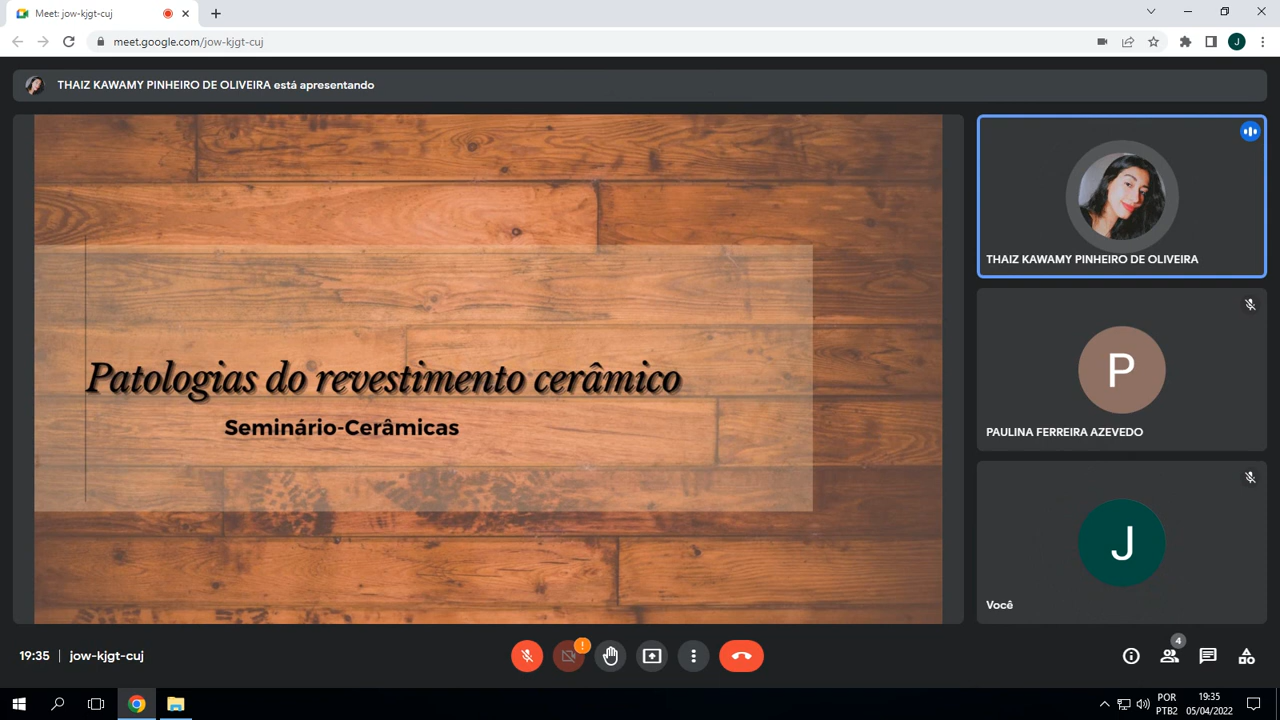 Meet: jow-kjgt-cuj
meet.google.com/jow-kjgt-cuj
J
THAIZ KAWAMY PINHEIRO DE OLIVEIRA está apresentando
Patologias do revestimento cerâmico
Seminário-Cerâmicas
THAIZ KAWAMY PINHEIRO DE OLIVEIRA
P
PAULINA FERREIRA AZEVEDO
J
Você
19:35 | jow-kjgt-cuj
!
4
POR
PTB2
19:35
05/04/2022